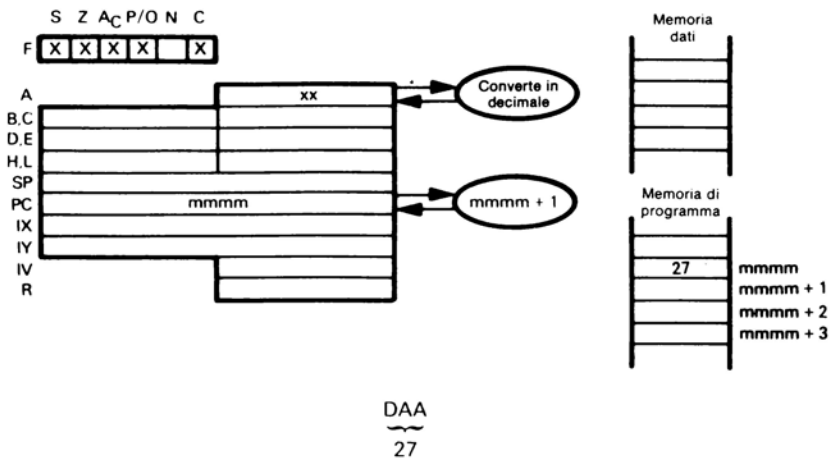 S Z AC P/O N C
F X X X X X
A xx
B,C
D,E
H,L
SP
PC mmmm
IX
IY
IV
R
Converte in
decimale
mmmm + 1
Memoria
dati
Memoria di
programma
27 mmmm
mmmm + 1
mmmm + 2
mmmm + 3
DAA
27